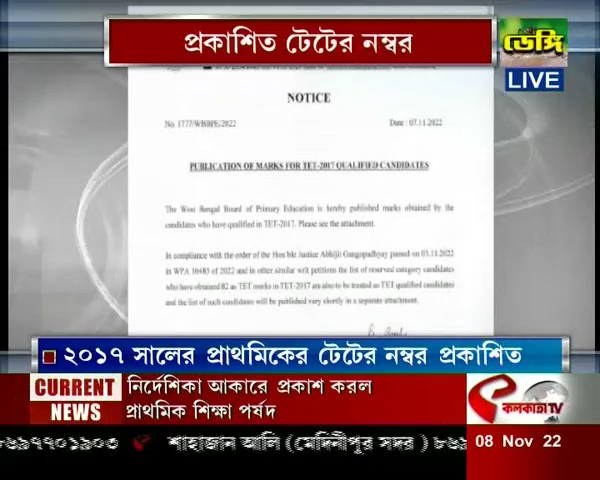 প্রকাশিত টেটের নম্বর
ডেঙ্গি
LIVE
NOTICE
No. 1777/WBBPE/2022
Date : 07.11.2022
PUBLICATION OF MARKS FOR TET-2017 QUALIFIED CANDIDATES
The West Bengal Board of Primary Education is hereby published marks obtained by the
candidates who have qualified in TET-2017. Please see the attachment.
In compliance with the order of the Hon'ble Justice Abhijit Gangopadhyay passed on 03.11.2022
in WPA 16483 of 2022 and in other similar writ petitions the list of reserved category candidates
who have obtained 82 as TET marks in TET-2017 are also to be treated as TET qualified candidates
and the list of such candidates will be published very shortly in a separate attachment.
২০১৭ সালের প্রাথমিকের টেটের নম্বর প্রকাশিত
CURRENT NEWS
নির্দেশিকা আকারে প্রকাশ করল
প্রাথমিক শিক্ষা পর্ষদ
কলকাতা TV
৮৬৯৭৭০১৯০৩ শাহাজান আলি (মেদিনীপুর সদর) ৮৬
08 Nov 22